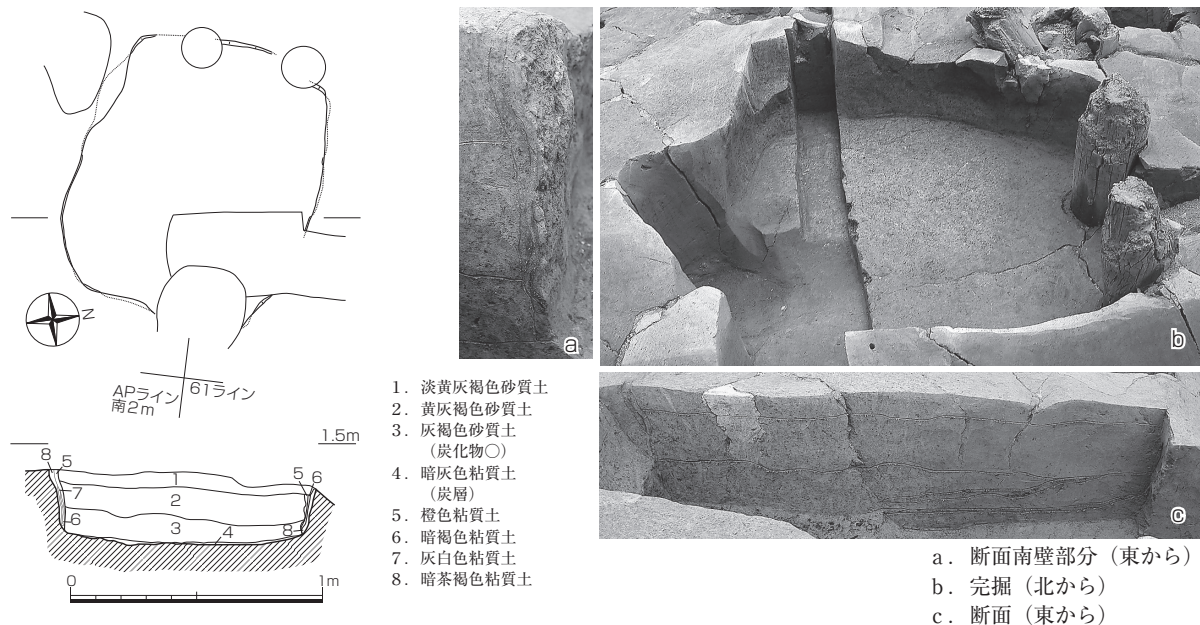 N
APライン
61ライン
南2m
1.5m
8
5
1
5
6
7
2
6
3
4
8
0
1m
1．淡黄灰褐色砂質土
2．黄灰褐色砂質土
3．灰褐色砂質土
（炭化物○）
4．暗灰色粘質土
（炭層）
5．橙色粘質土
6．暗褐色粘質土
7．灰白色粘質土
8．暗茶褐色粘質土
a
b
c
a．断面南壁部分（東から）
b．完掘（北から）
c．断面（東から）